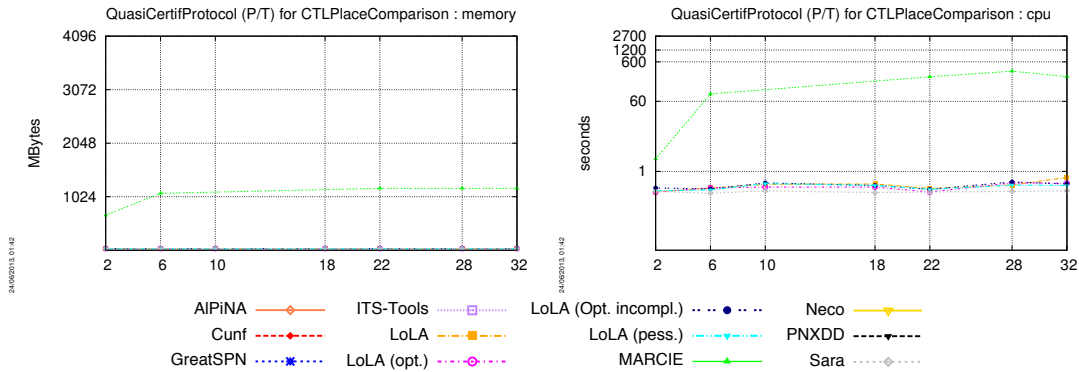 QuasiCertifProtocol (P/T) for CTLPlaceComparison : memory
4096
3072
2048
1024
MBytes
2 6 10 18 22 28 32
24/06/2013, 01:42
QuasiCertifProtocol (P/T) for CTLPlaceComparison : cpu
2700
1200
600
60
1
seconds
2 6 10 18 22 28 32
24/06/2013, 01:42
AlPiNA
Cunf
GreatSPN
ITS-Tools
LoLA
LoLA (opt.)
LoLA (Opt. incompl.)
LoLA (pess.)
MARCIE
Neco
PNXDD
Sara